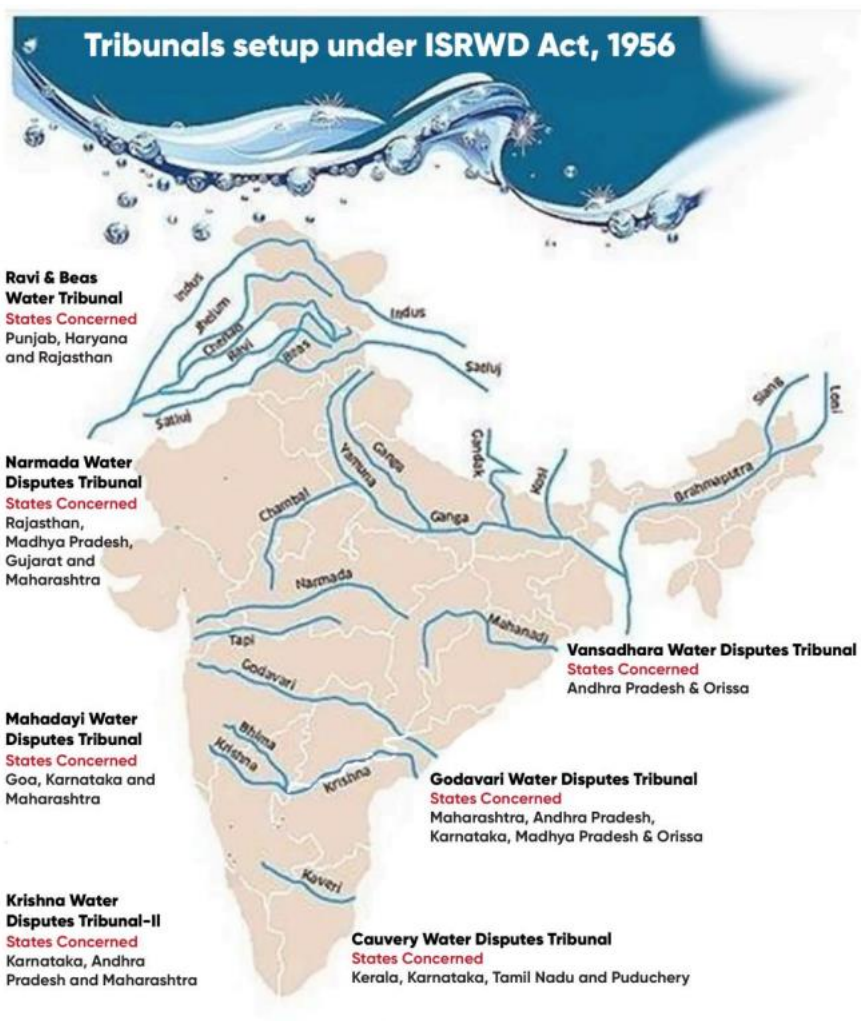 Tribunals setup under ISRWD Act, 1956
Ravi & Beas
Water Tribunal
States Concerned
Punjab, Haryana
and Rajasthan
Indus
Jhelum
Chenab
Ravi
Beas
Satluj
Indus
Satluj
Narmada Water
Disputes Tribunal
States Concerned
Rajasthan,
Madhya Pradesh,
Gujarat and
Maharashtra
Yamuna
Ganga
Chambal
Ganga
Gandak
Kosi
Siang
Loni
Brahmaputra
Narmada
Tapi
Mahanadi
Godavari
Vansadhara Water Disputes Tribunal
States Concerned
Andhra Pradesh & Orissa
Mahadayi Water
Disputes Tribunal
States Concerned
Goa, Karnataka and
Maharashtra
Bhima
Krishna
Krishna
Godavari Water Disputes Tribunal
States Concerned
Maharashtra, Andhra Pradesh,
Karnataka, Madhya Pradesh & Orissa
Kaveri
Krishna Water
Disputes Tribunal-II
States Concerned
Karnataka, Andhra
Pradesh and Maharashtra
Cauvery Water Disputes Tribunal
States Concerned
Kerala, Karnataka, Tamil Nadu and Puduchery